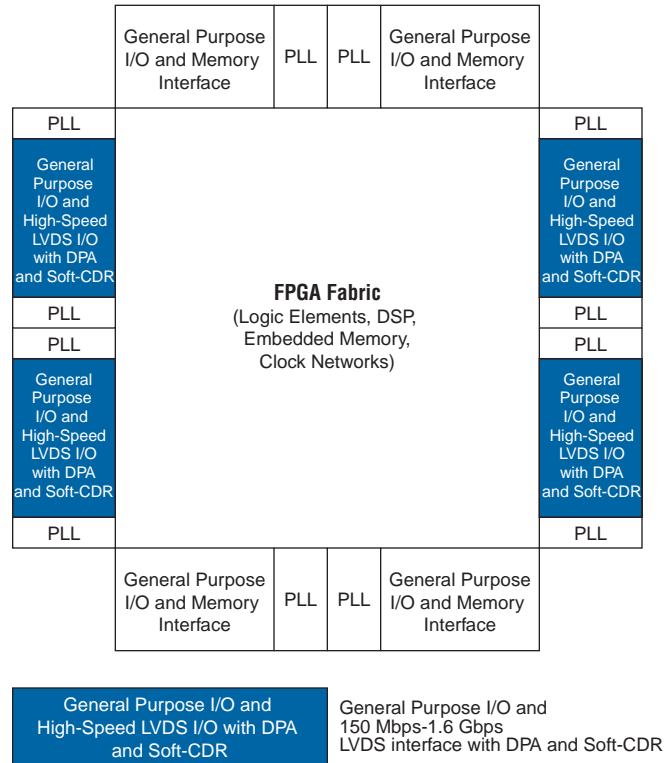 General Purpose
I/O and Memory
Interface
PLL
PLL
General Purpose
I/O and Memory
Interface
PLL
General
Purpose
I/O and
High-Speed
LVDS I/O
with DPA
and Soft-CDR
PLL
PLL
General
Purpose
I/O and
High-Speed
LVDS I/O
with DPA
and Soft-CDR
PLL
FPGA Fabric
(Logic Elements, DSP,
Embedded Memory,
Clock Networks)
PLL
General
Purpose
I/O and
High-Speed
LVDS I/O
with DPA
and Soft-CDR
PLL
PLL
General
Purpose
I/O and
High-Speed
LVDS I/O
with DPA
and Soft-CDR
PLL
General Purpose
I/O and Memory
Interface
PLL
PLL
General Purpose
I/O and Memory
Interface
General Purpose I/O and
High-Speed LVDS I/O with DPA
and Soft-CDR
General Purpose I/O and
150 Mbps-1.6 Gbps
LVDS interface with DPA and Soft-CDR